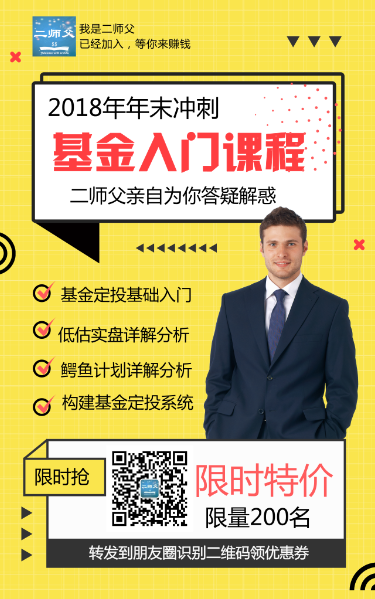 二师父
我是二师父
已经加入，等你来赚钱
2018年年末冲刺
基金入门课程
二师父亲自为你答疑解惑
基金定投基础入门
低估实盘详解分析
鳄鱼计划详解分析
构建基金定投系统
限时抢
二师父
限时特价
限量200名
转发到朋友圈识别二维码领优惠券